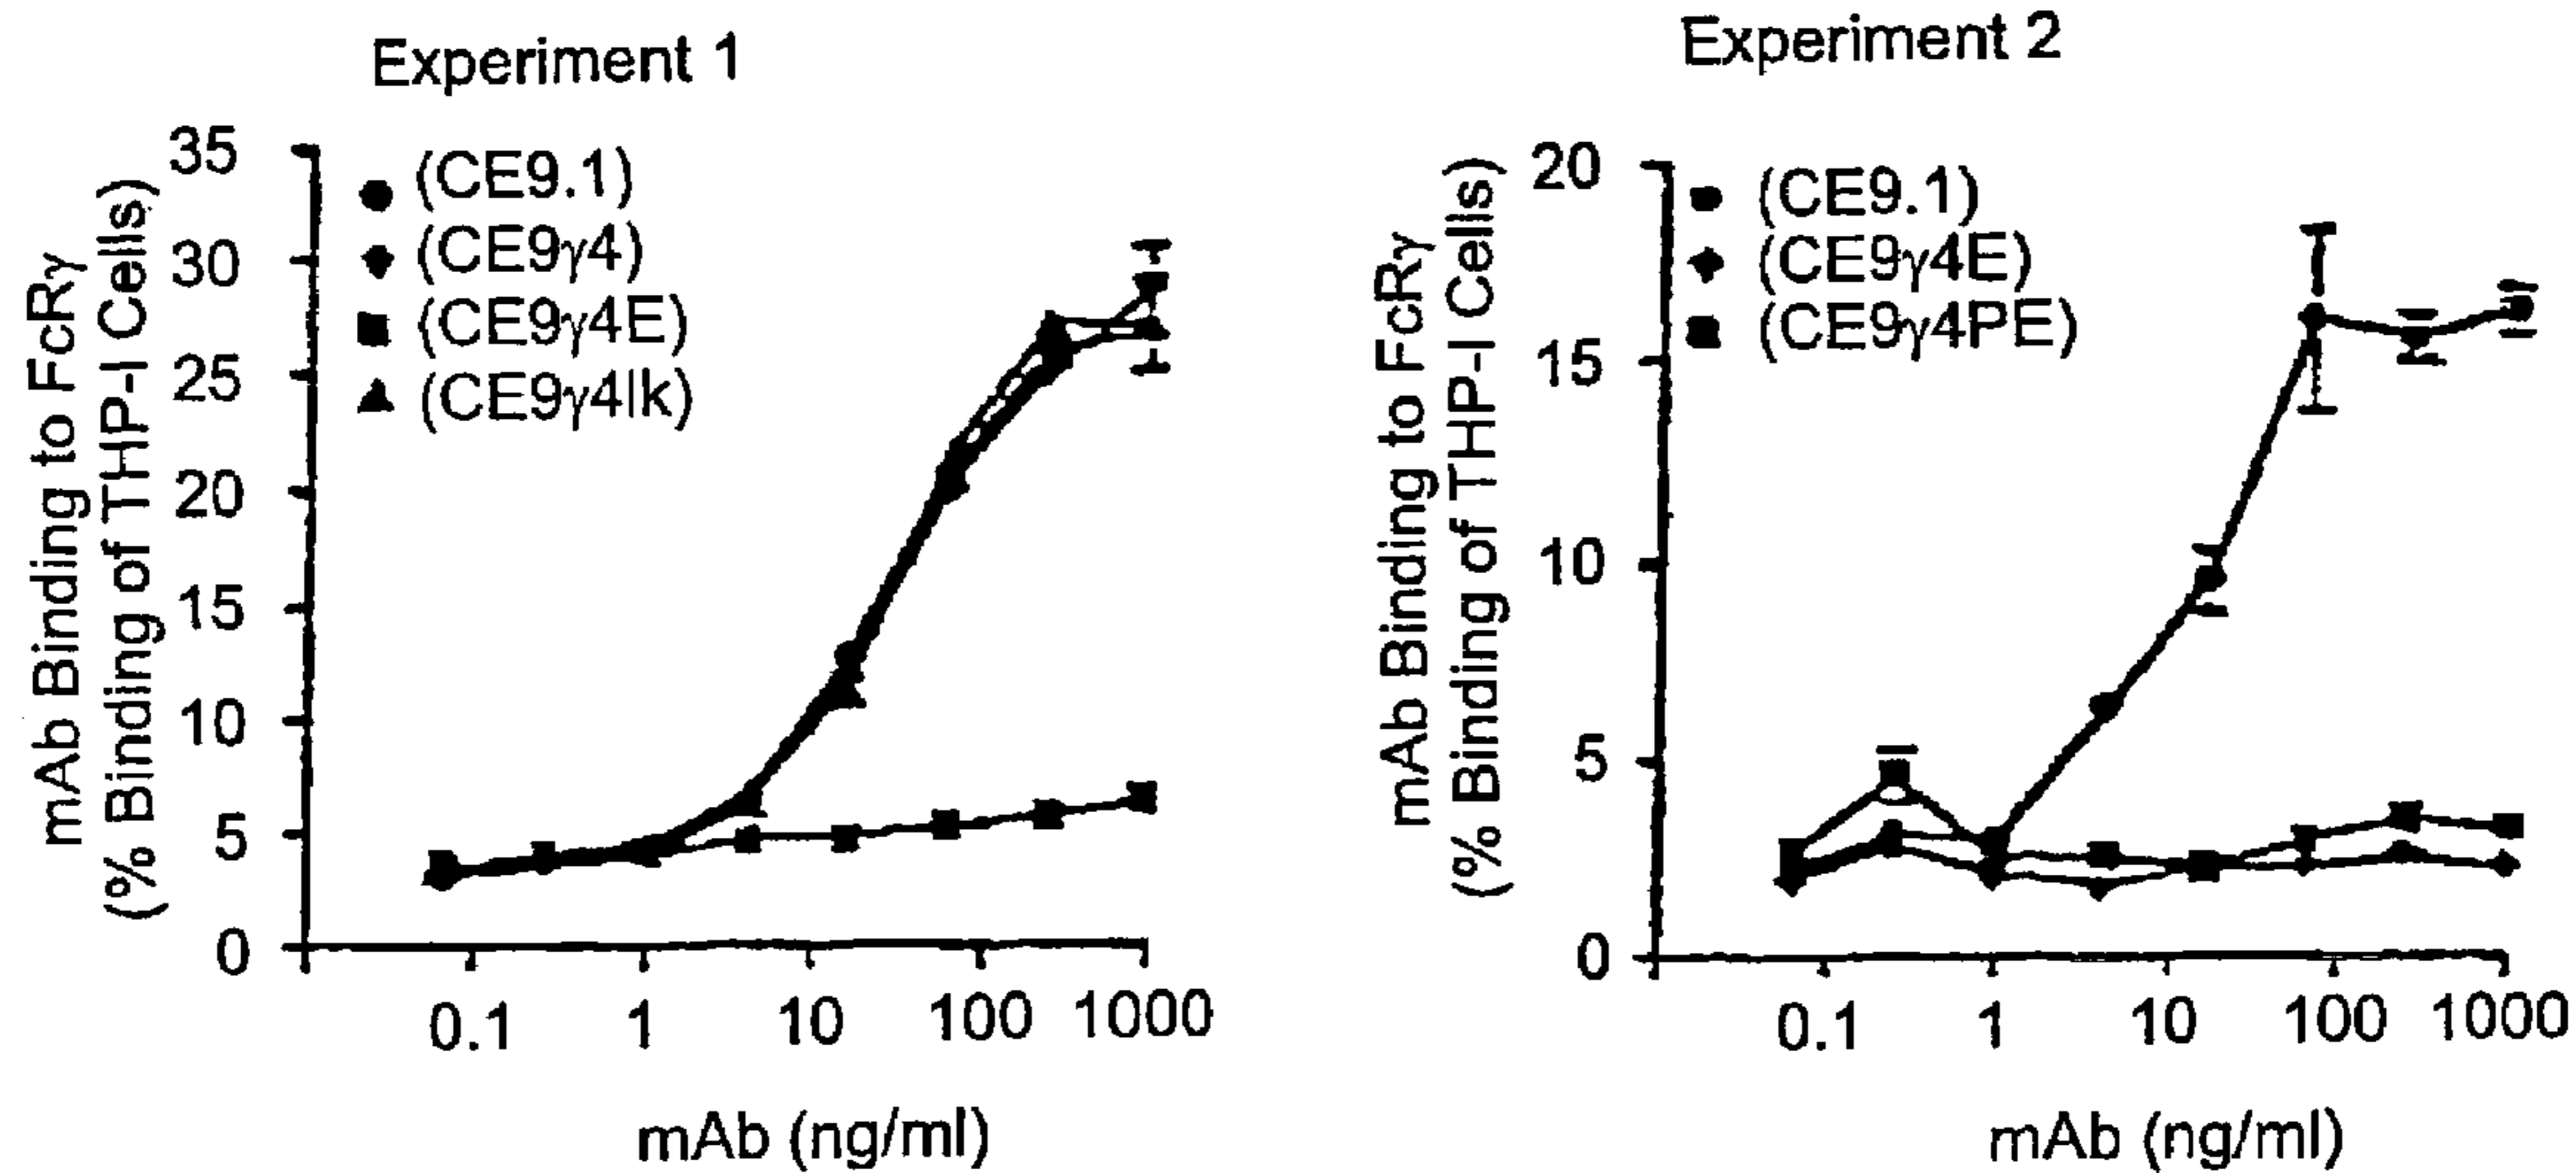 Experiment 1
mAb Binding to FcRγ
(% Binding of THP-I Cells)
35
30
25
20
15
10
5
0
(CE9.1)
(CE9γ4)
(CE9γ4E)
(CE9γ4Ik)
0.1 1 10 100 1000
mAb (ng/ml)
Experiment 2
mAb Binding to FcRγ
(% Binding of THP-I Cells)
20
15
10
5
0
(CE9.1)
(CE9γ4E)
(CE9γ4PE)
0.1 1 10 100 1000
mAb (ng/ml)